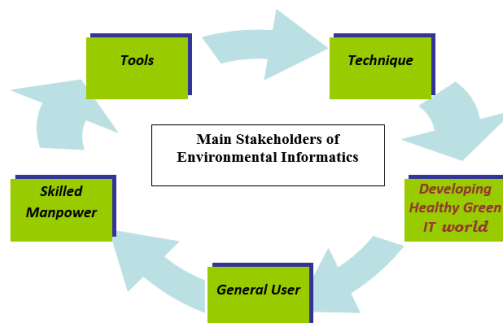 Tools
Technique
Main Stakeholders of
Environmental Informatics
Skilled
Manpower
Developing
Healthy Green
IT world
General User